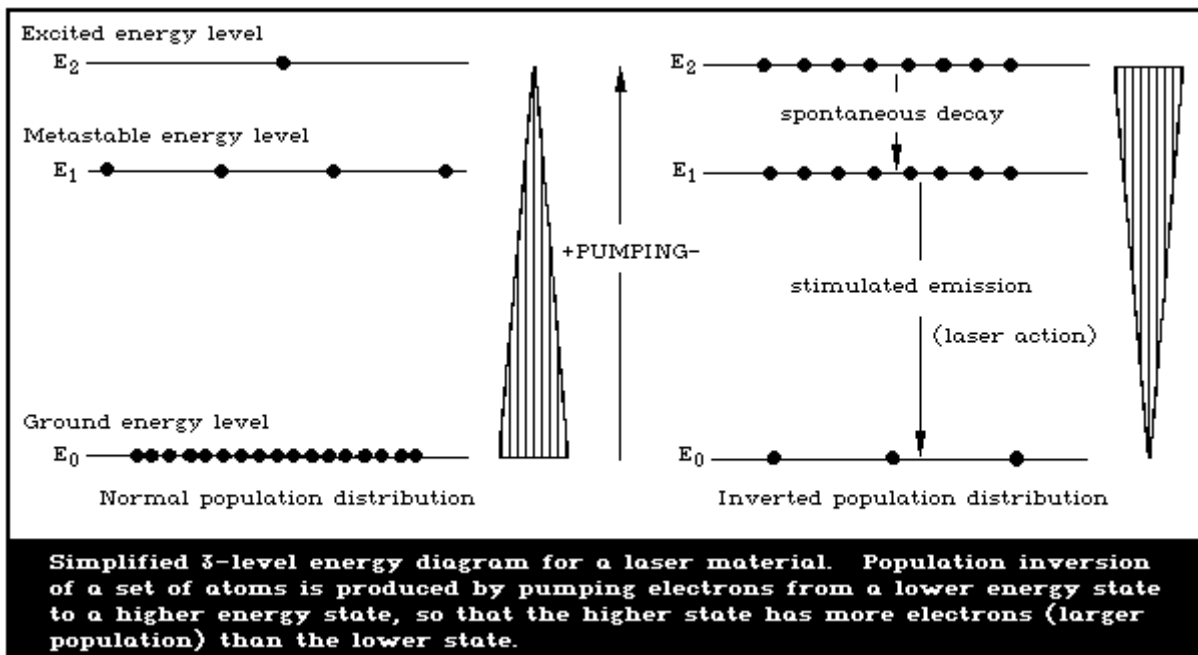 Excited energy level
E2
Metastable energy level
E1
Ground energy level
E0
Normal population distribution
+PUMPING-
E2
spontaneous decay
E1
stimulated emission
(laser action)
E0
Inverted population distribution
Simplified 3-level energy diagram for a laser material. Population inversion
of a set of atoms is produced by pumping electrons from a lower energy state
to a higher energy state, so that the higher state has more electrons (larger
population) than the lower state.